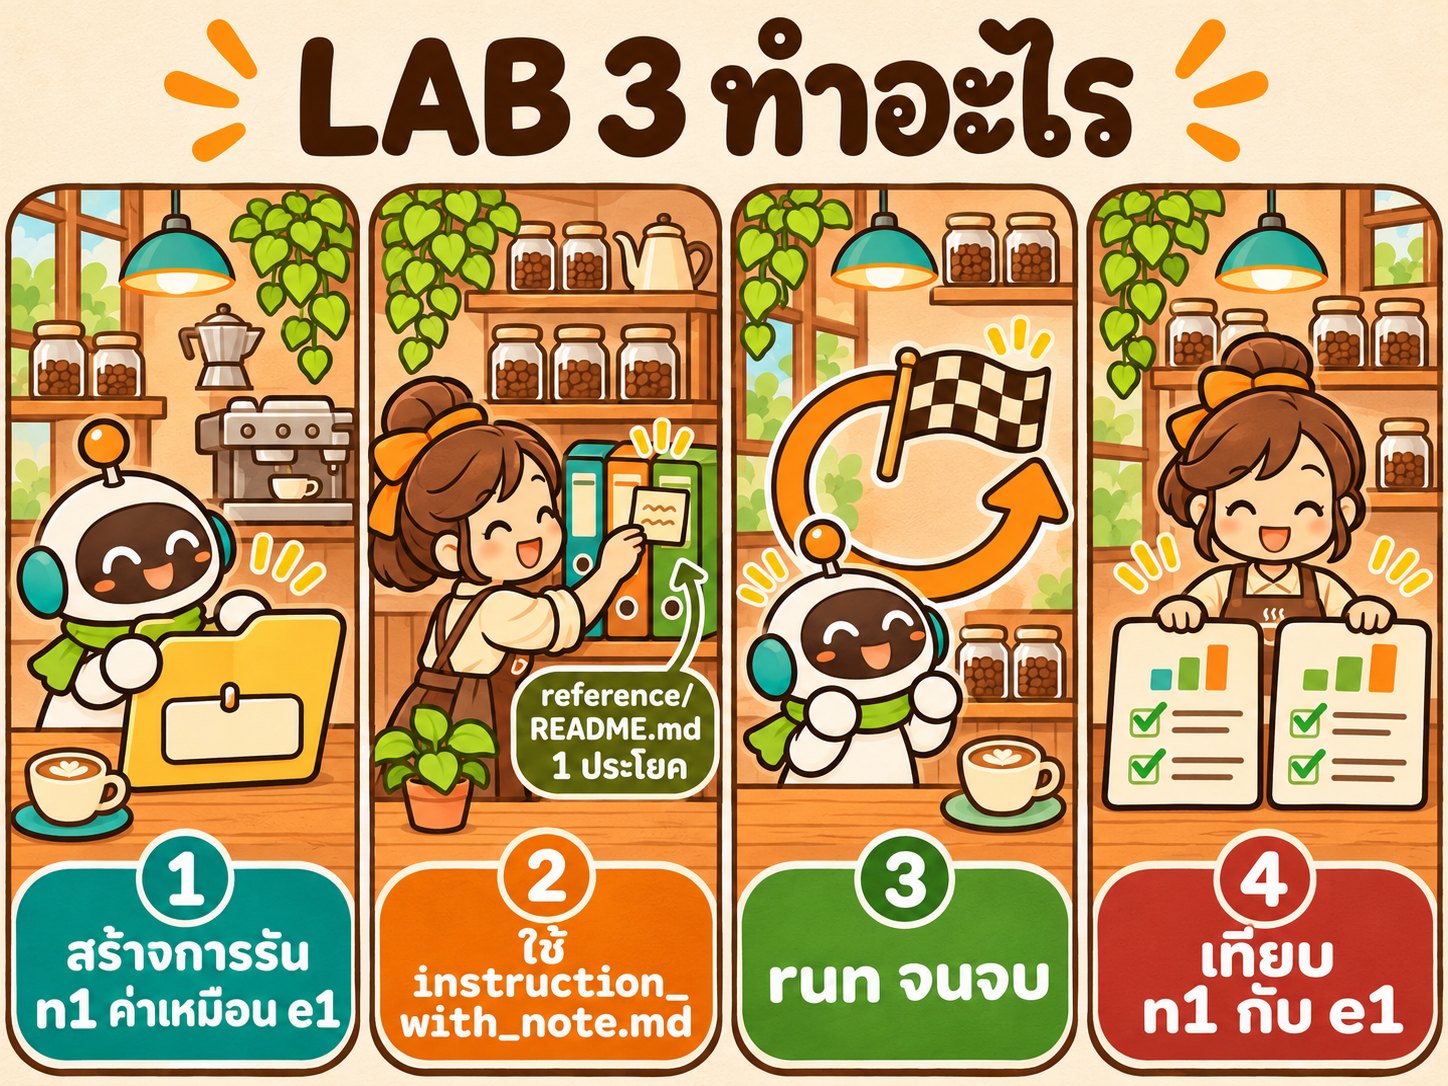 LAB 3 ทำอะไร
reference/
README.md
1 ประโยค
1
สร้างการรัน
n1 ค่าเหมือน e1
2
ใช้
instruction_
with_note.md
3
run จนจบ
4
เทียบ
n1 กับ e1